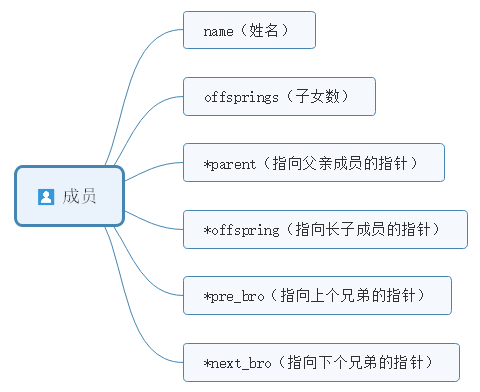 name（姓名）
offsprings（子女数）
*parent（指向父亲成员的指针）
成员
*offspring（指向长子成员的指针）
*pre_bro（指向上个兄弟的指针）
*next_bro（指向下个兄弟的指针）